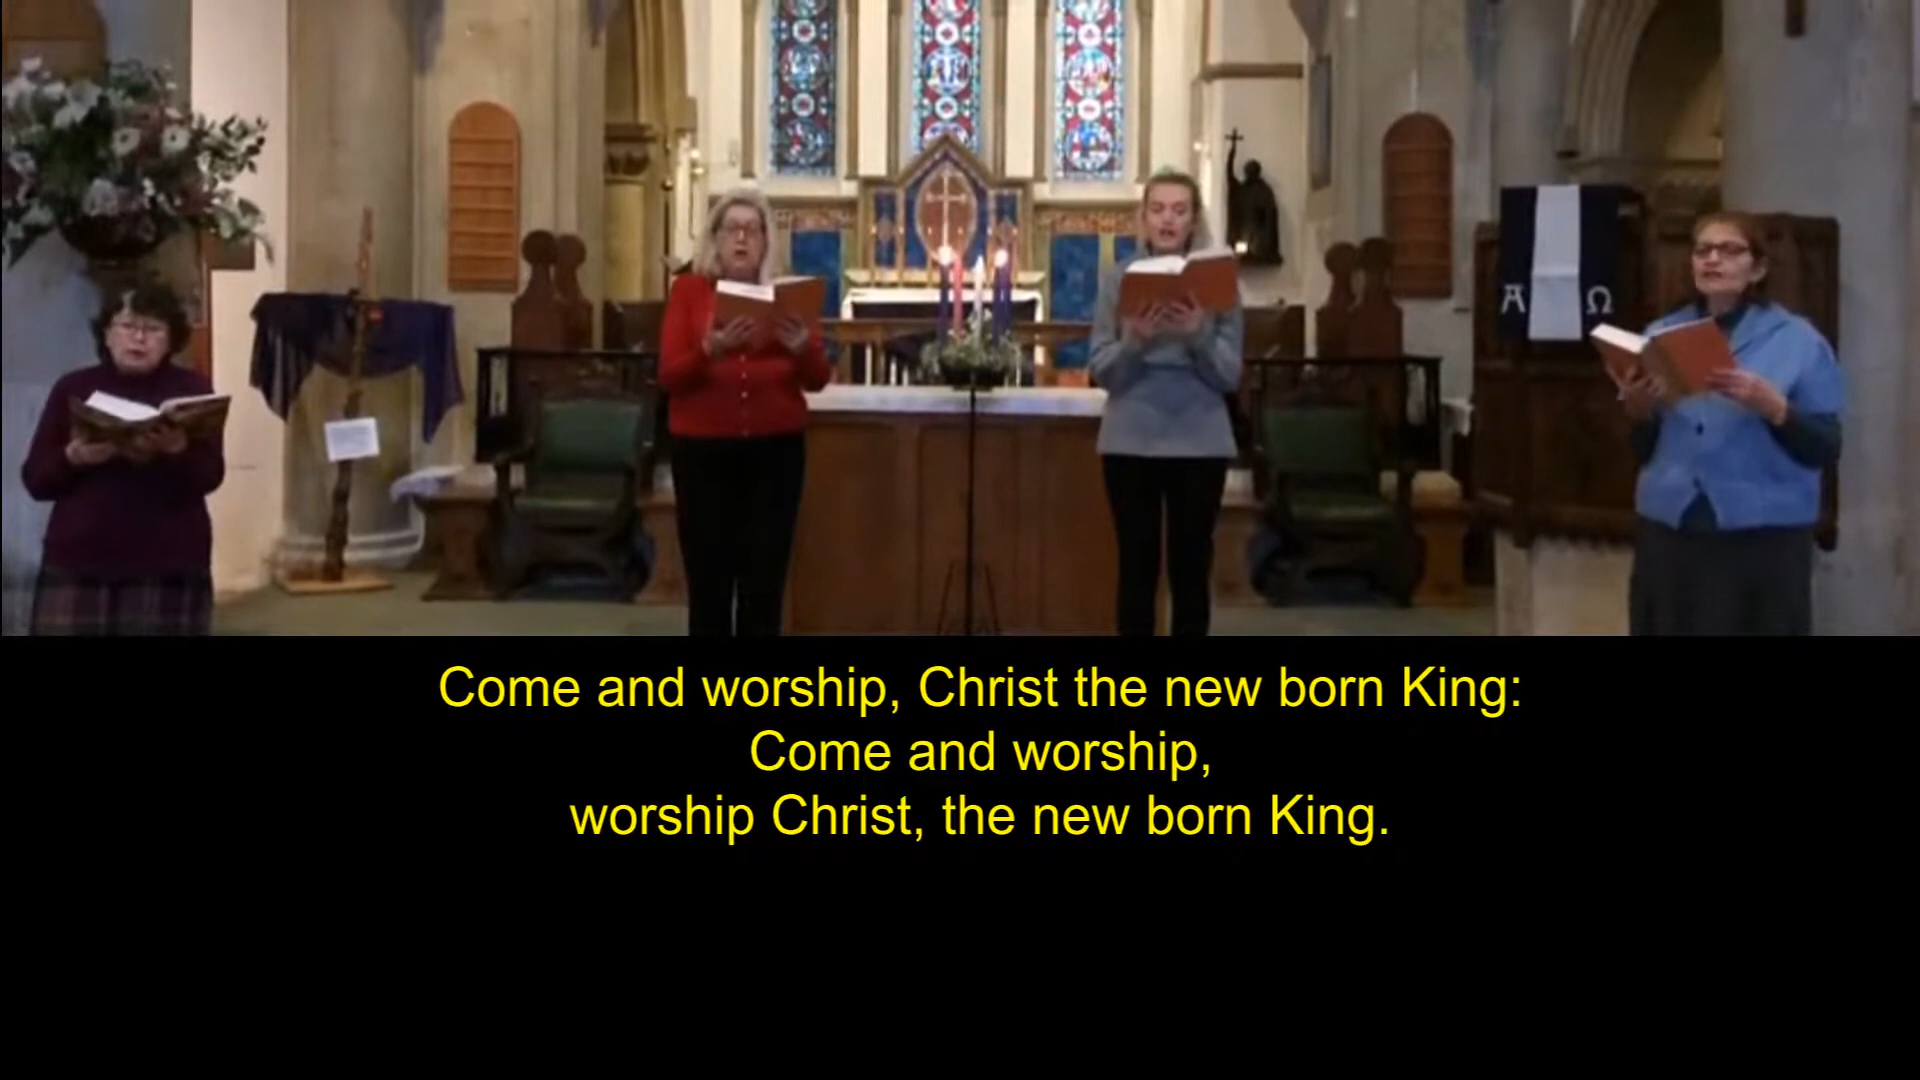 Α Ω
Come and worship, Christ the new born King:
Come and worship,
worship Christ, the new born King.